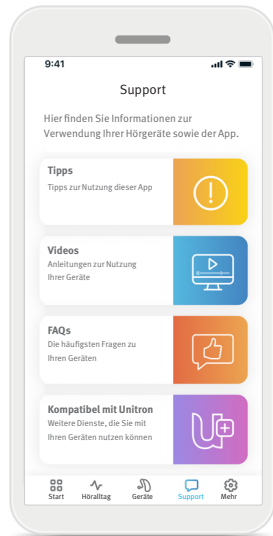 9:41
Support
Hier finden Sie Informationen zur
Verwendung Ihrer Hörgeräte sowie der App.
Tipps
Tipps zur Nutzung dieser App
Videos
Anleitungen zur Nutzung
Ihrer Geräte
FAQs
Die häufigsten Fragen zu
Ihren Geräten
Kompatibel mit Unitron
Weitere Dienste, die Sie mit
Ihren Geräten nutzen können
Start Höralltag Geräte Support Mehr